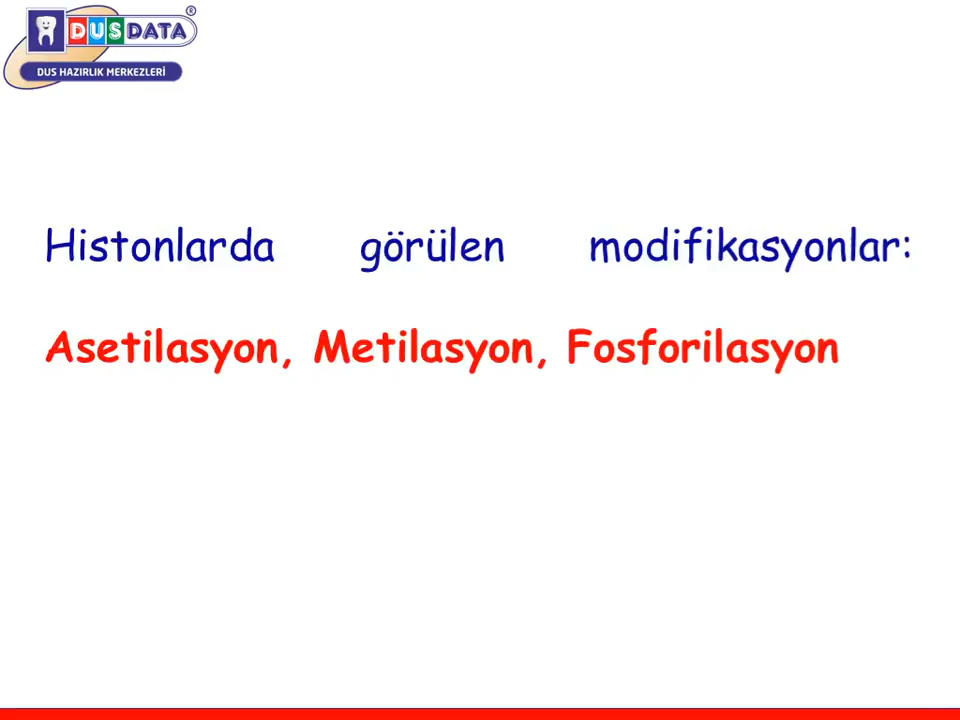 DUSDATA®
DUS HAZIRLIK MERKEZLERİ
Histonlarda görülen modifikasyonlar:
Asetilasyon, Metilasyon, Fosforilasyon